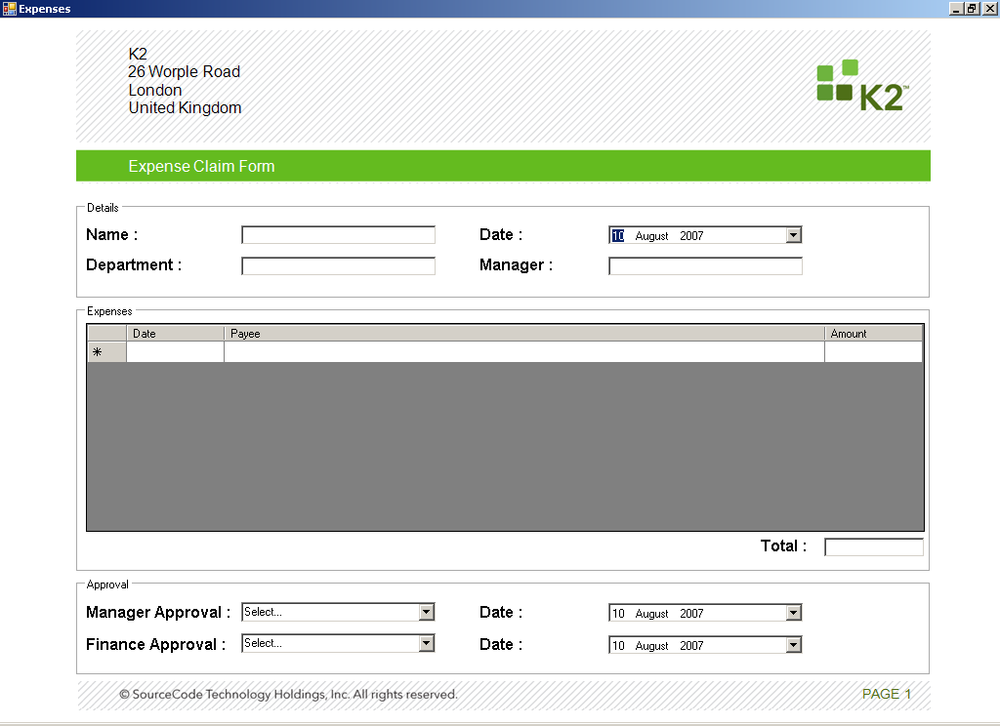 Expenses
K2
26 Worple Road
London
United Kingdom
K2™
Expense Claim Form
Details
Name : Date : 10 August 2007
Department : Manager :
Expenses
Date Payee Amount
*
Total :
Approval
Manager Approval : Select... Date : 10 August 2007
Finance Approval : Select... Date : 10 August 2007
© SourceCode Technology Holdings, Inc. All rights reserved. PAGE 1